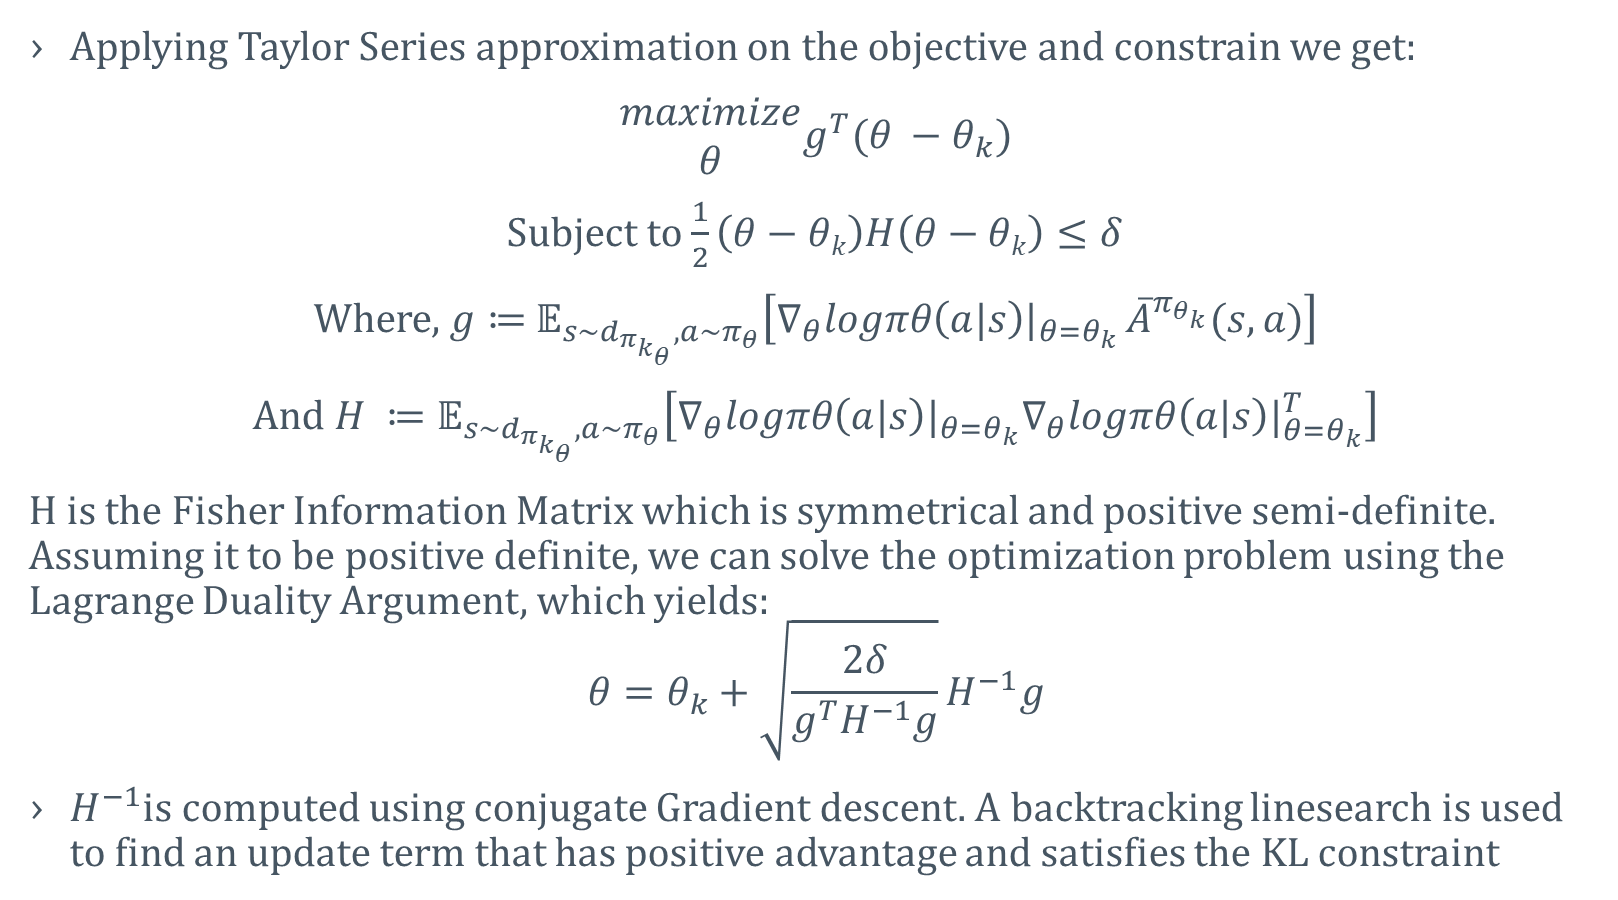 › Applying Taylor Series approximation on the objective and constrain we get:
maximize
θ g^T(θ − θ_k)
Subject to 1/2 (θ − θ_k)H(θ − θ_k) ≤ δ
Where, g ≔ 𝔼_{s~d_{π_{k_θ}},a~π_θ}[∇_θ logπθ(a|s)|_{θ=θ_k} Ā^{π_{θ_k}}(s, a)]
And H ≔ 𝔼_{s~d_{π_{k_θ}},a~π_θ}[∇_θ logπθ(a|s)|_{θ=θ_k} ∇_θ logπθ(a|s)|^T_{θ=θ_k}]
H is the Fisher Information Matrix which is symmetrical and positive semi-definite.
Assuming it to be positive definite, we can solve the optimization problem using the
Lagrange Duality Argument, which yields:
θ = θ_k + √(2δ / (g^T H^{−1} g)) H^{−1} g
› H^{−1} is computed using conjugate Gradient descent. A backtracking linesearch is used
to find an update term that has positive advantage and satisfies the KL constraint